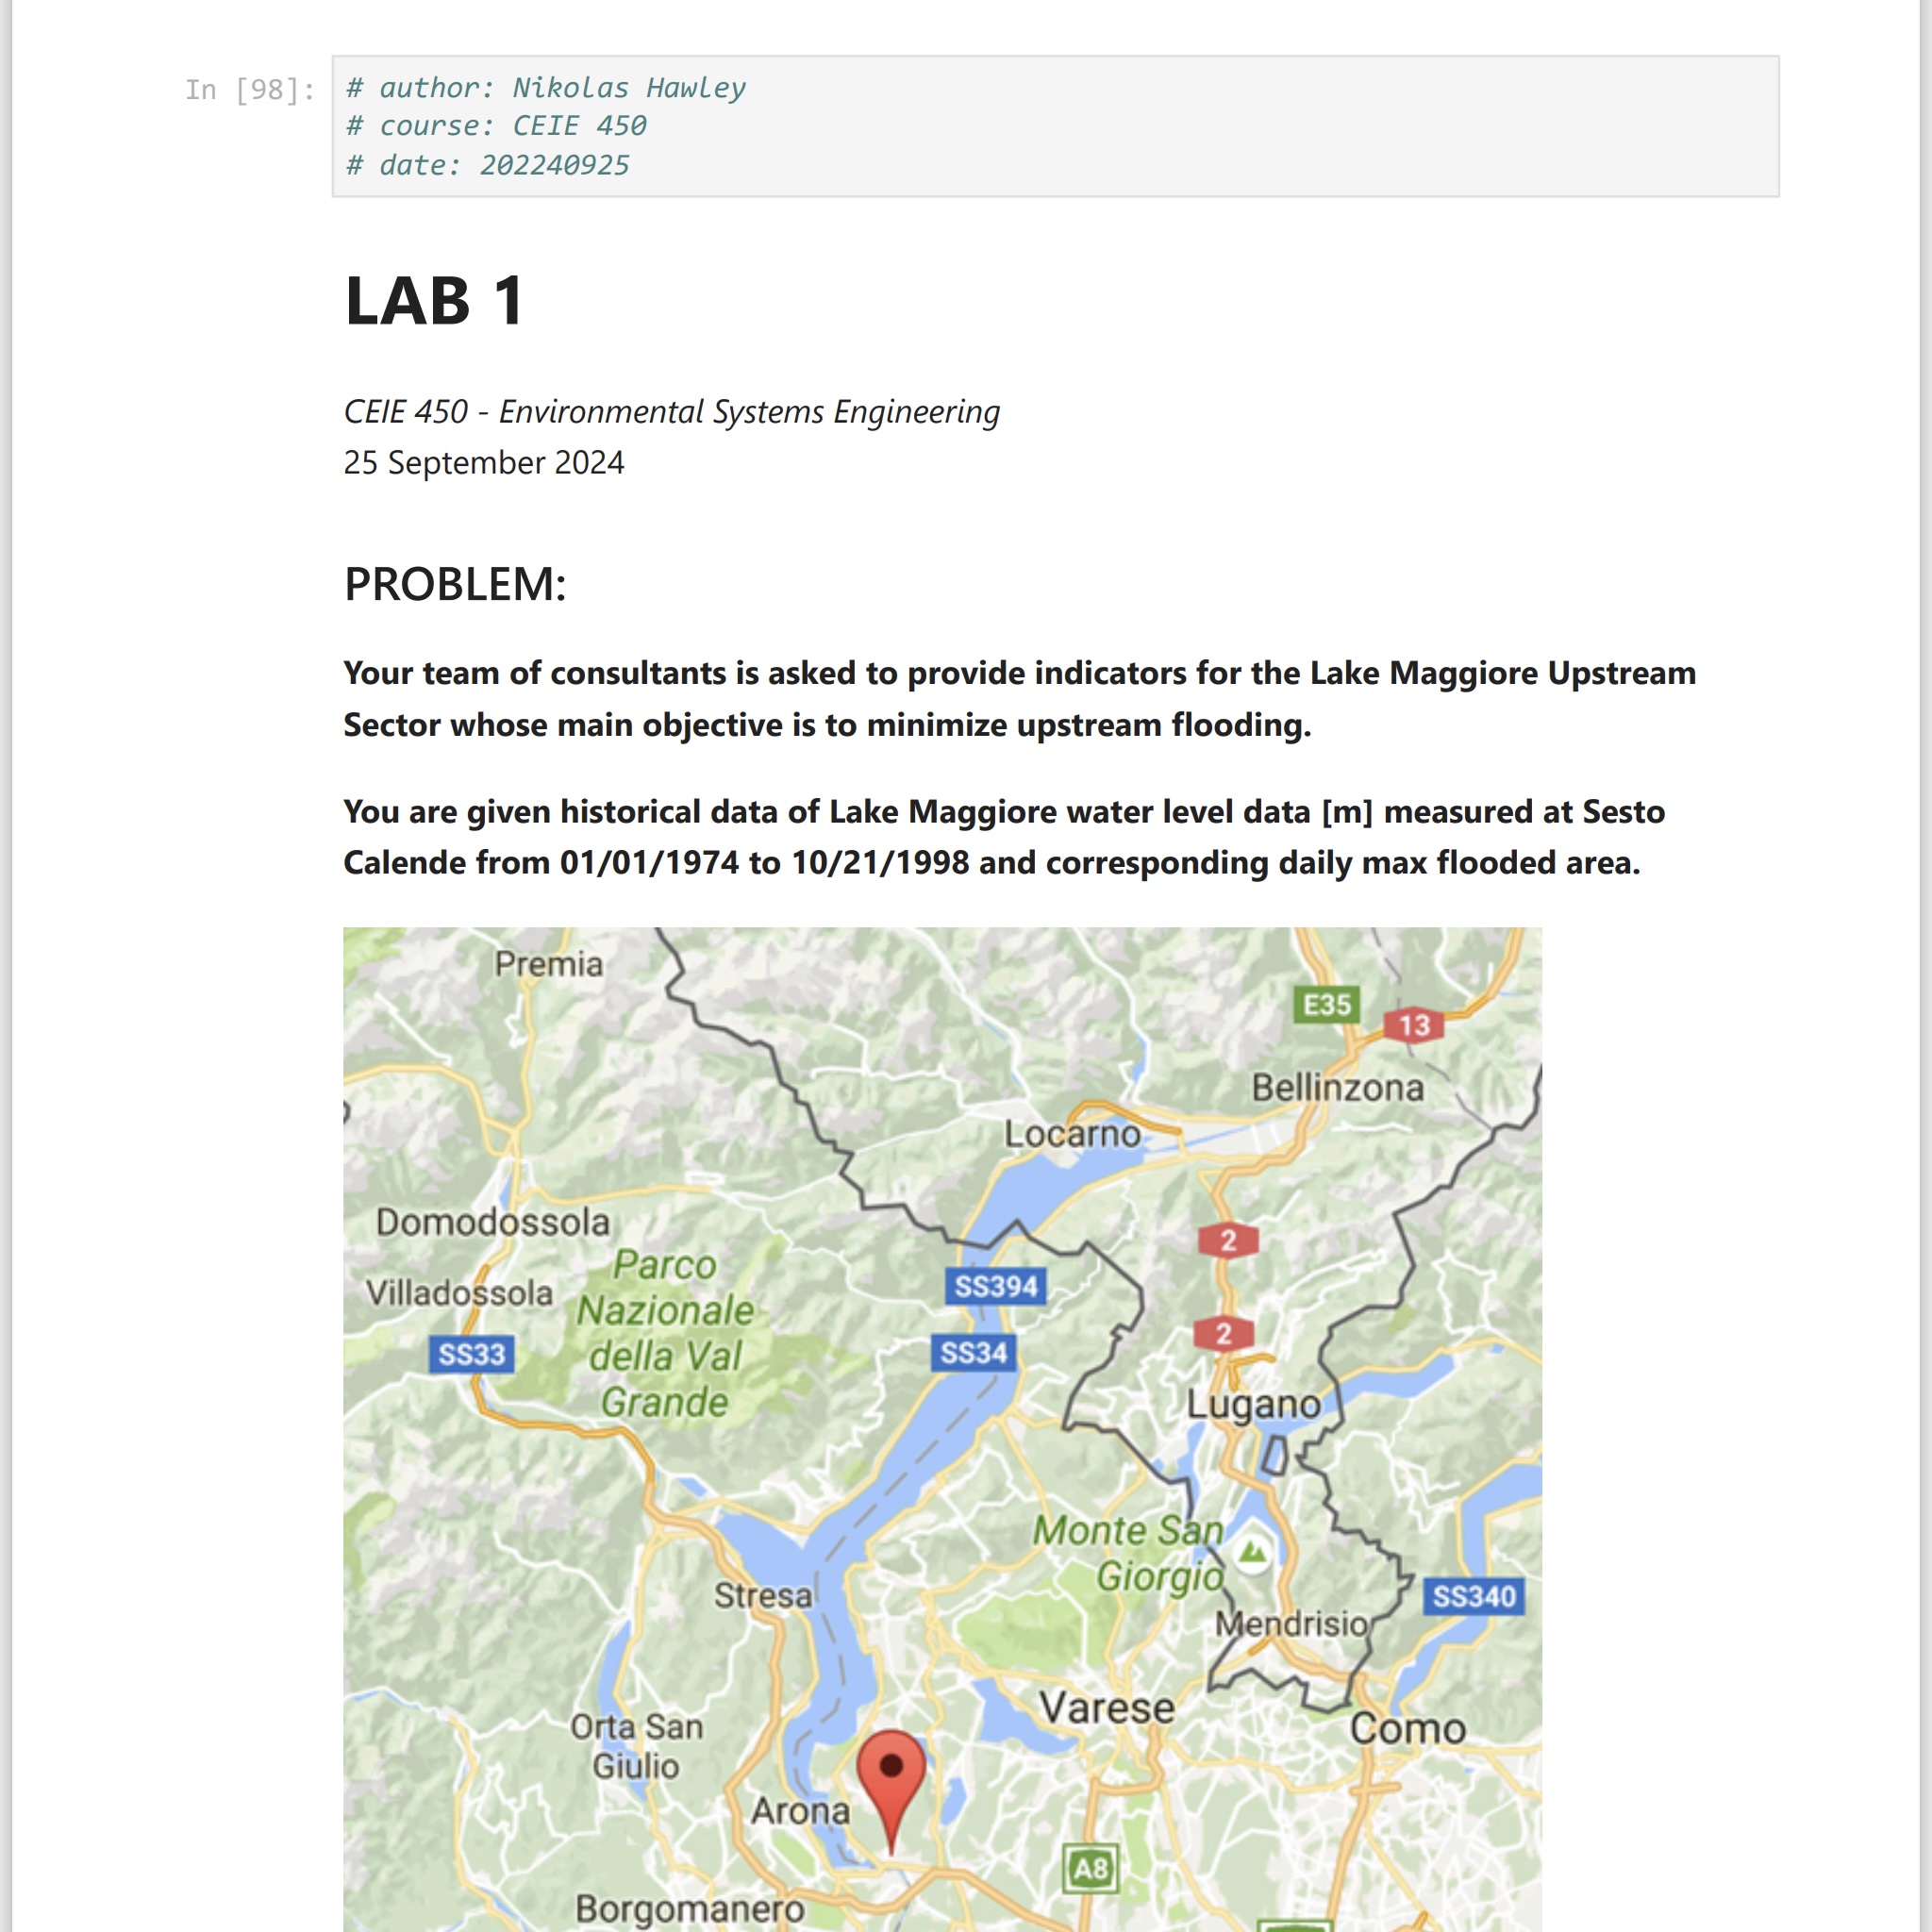 In [98]:
# author: Nikolas Hawley
# course: CEIE 450
# date: 202240925
LAB 1
CEIE 450 - Environmental Systems Engineering
25 September 2024
PROBLEM:
Your team of consultants is asked to provide indicators for the Lake Maggiore Upstream
Sector whose main objective is to minimize upstream flooding.
You are given historical data of Lake Maggiore water level data [m] measured at Sesto
Calende from 01/01/1974 to 10/21/1998 and corresponding daily max flooded area.
Premia
E35
13
Bellinzona
Locarno
Domodossola
2
Parco
Nazionale
della Val
Grande
Villadossola
SS394
SS33
SS34
2
Lugano
Monte San
Giorgio
Stresa
SS340
Mendrisio
Varese
Orta San
Giulio
Como
Arona
A8
Borgomanero